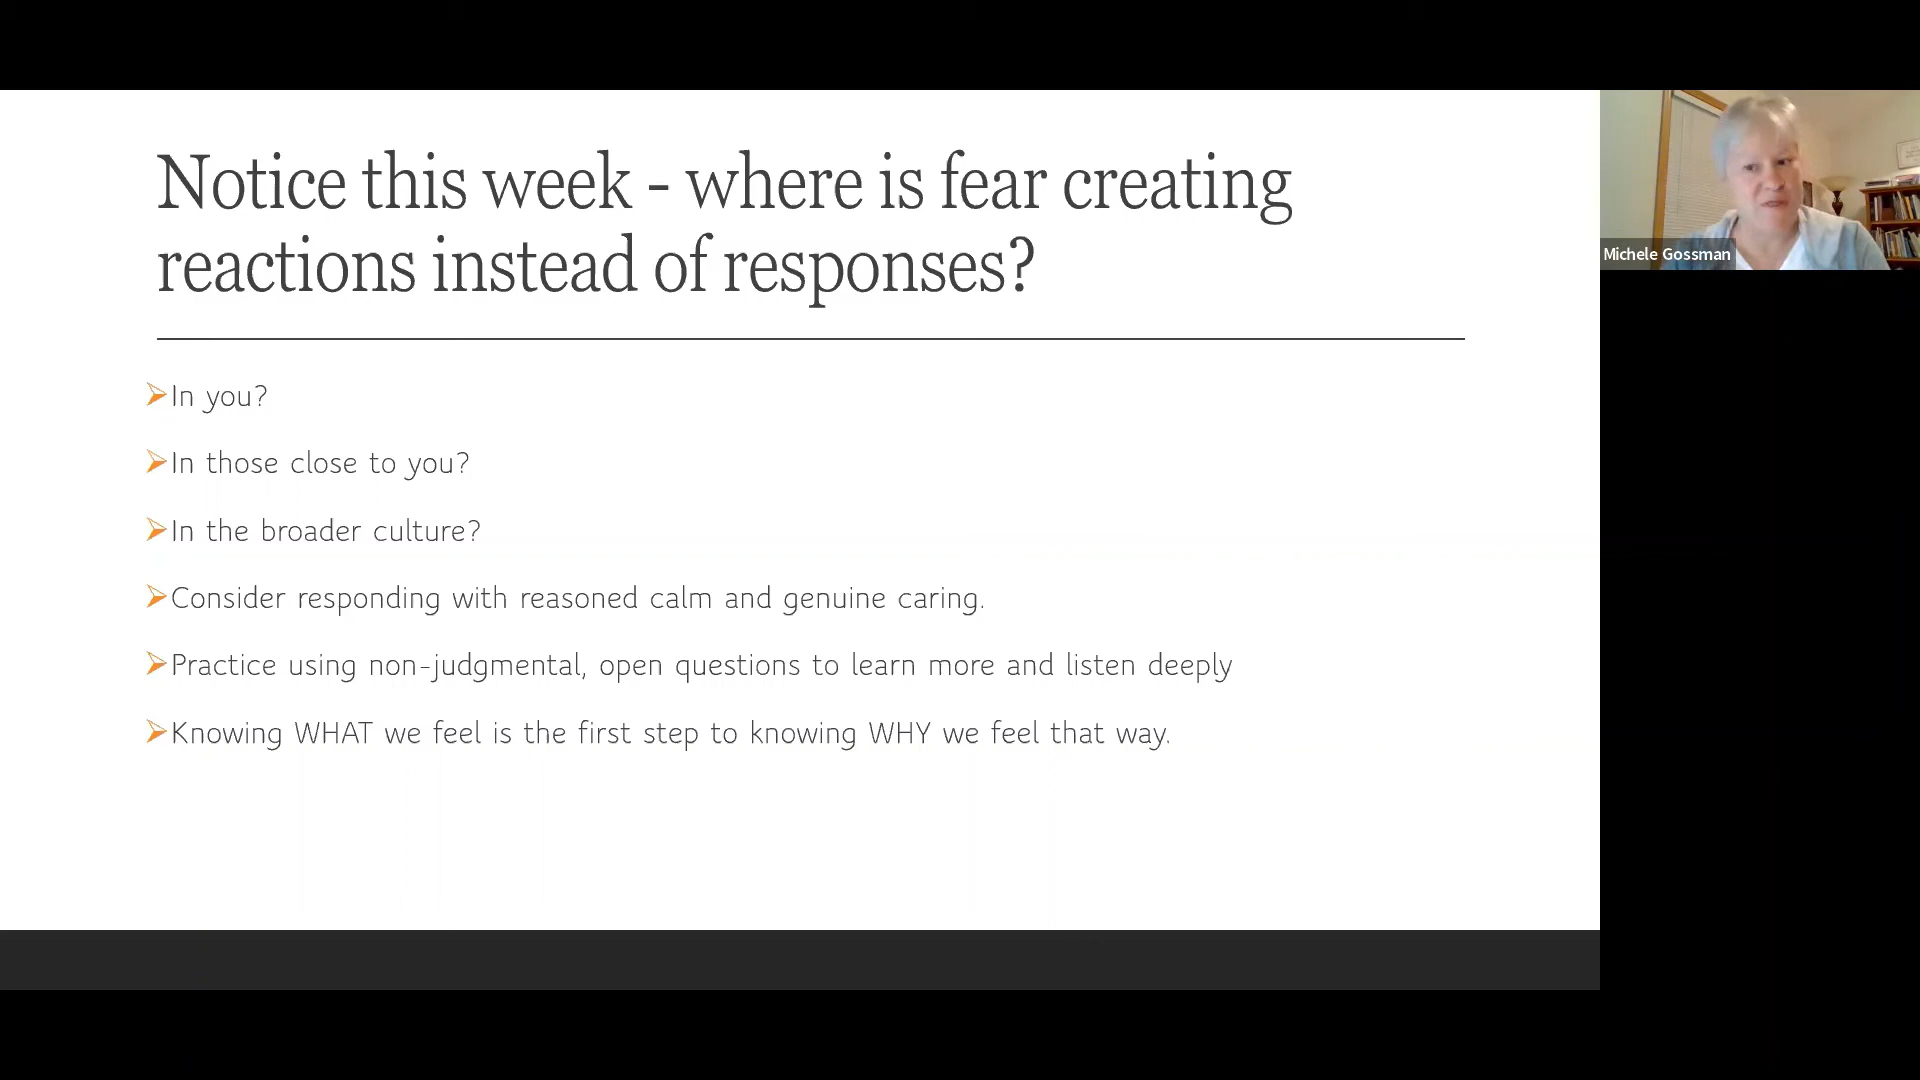 Notice this week - where is fear creating
reactions instead of responses?
In you?
In those close to you?
In the broader culture?
Consider responding with reasoned calm and genuine caring.
Practice using non-judgmental, open questions to learn more and listen deeply
Knowing WHAT we feel is the first step to knowing WHY we feel that way.
Michele Gossman